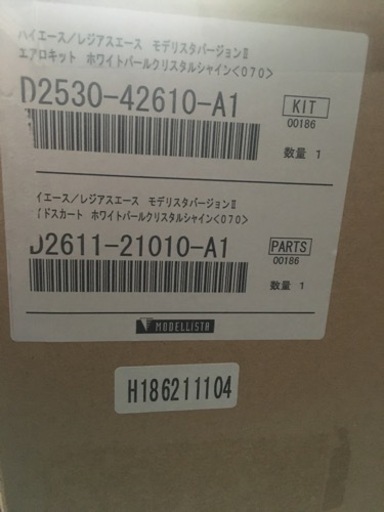 ハイエース/レジアスエース モデリスタバージョンⅡ
エアロキット ホワイトパールクリスタルシャイン<070>
D2530-42610-A1
KIT
00186
数量 1
イエース/レジアスエース モデリスタバージョンⅡ
イドスカート ホワイトパールクリスタルシャイン<070>
D2611-21010-A1
PARTS
00186
数量 1
MODELLISTA
H186211104